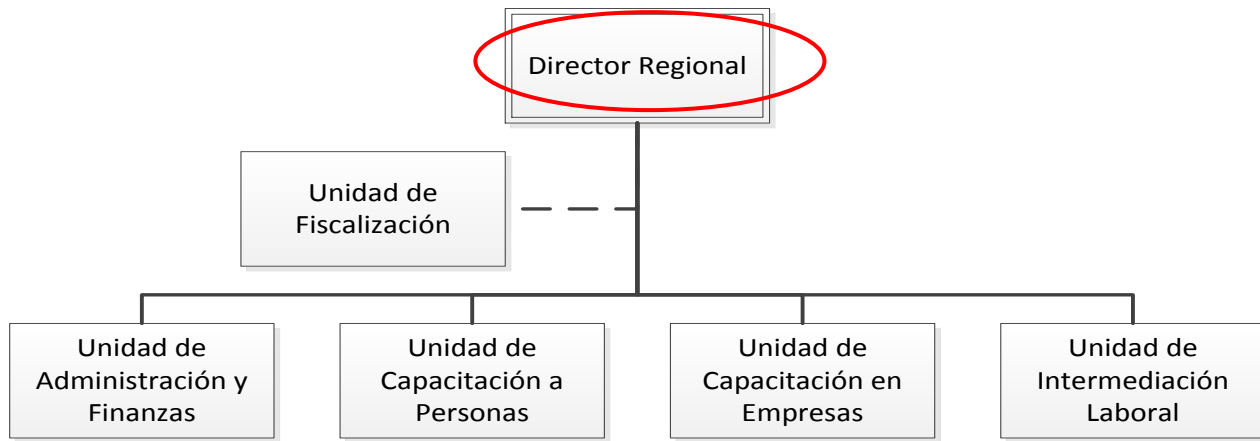 Director Regional
Unidad de
Fiscalización
Unidad de
Administración y
Finanzas
Unidad de
Capacitación a
Personas
Unidad de
Capacitación en
Empresas
Unidad de
Intermediación
Laboral